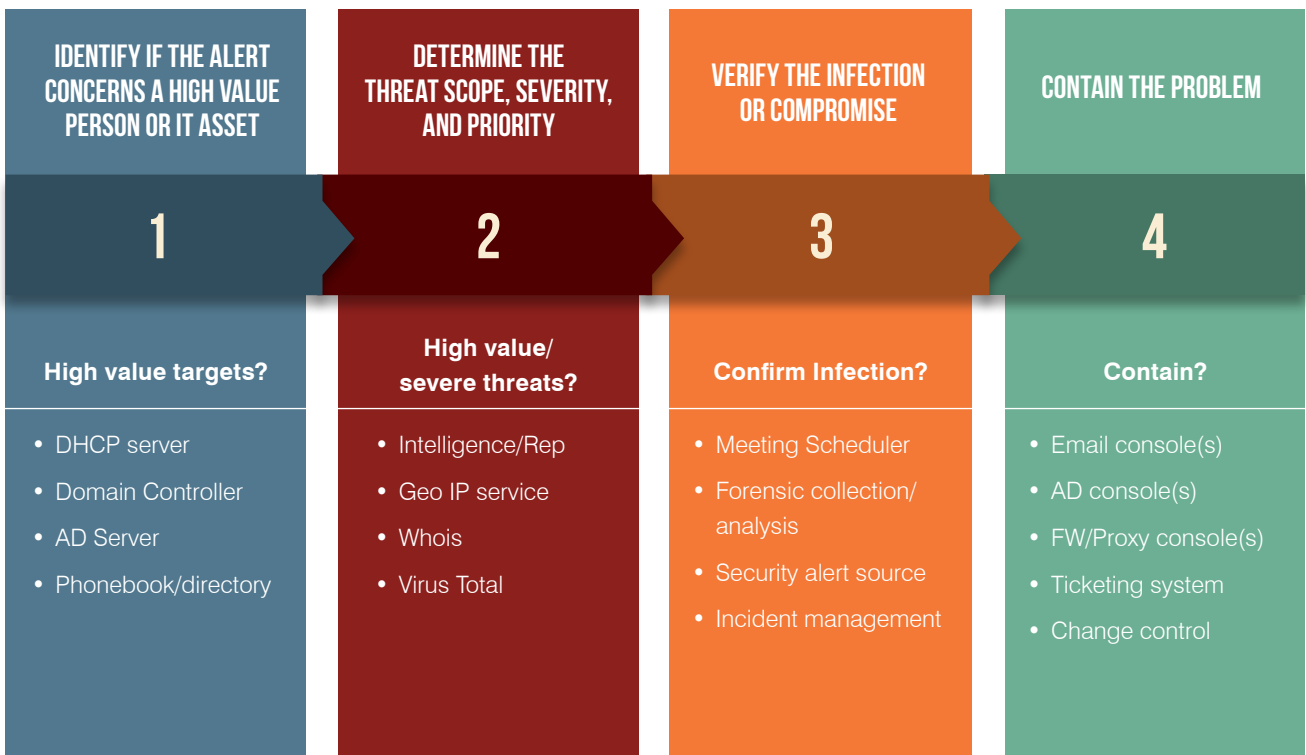 IDENTIFY IF THE ALERT
CONCERNS A HIGH VALUE
PERSON OR IT ASSET
1
High value targets?
• DHCP server
• Domain Controller
• AD Server
• Phonebook/directory
DETERMINE THE
THREAT SCOPE, SEVERITY,
AND PRIORITY
2
High value/
severe threats?
• Intelligence/Rep
• Geo IP service
• Whois
• Virus Total
VERIFY THE INFECTION
OR COMPROMISE
3
Confirm Infection?
• Meeting Scheduler
• Forensic collection/
analysis
• Security alert source
• Incident management
CONTAIN THE PROBLEM
4
Contain?
• Email console(s)
• AD console(s)
• FW/Proxy console(s)
• Ticketing system
• Change control